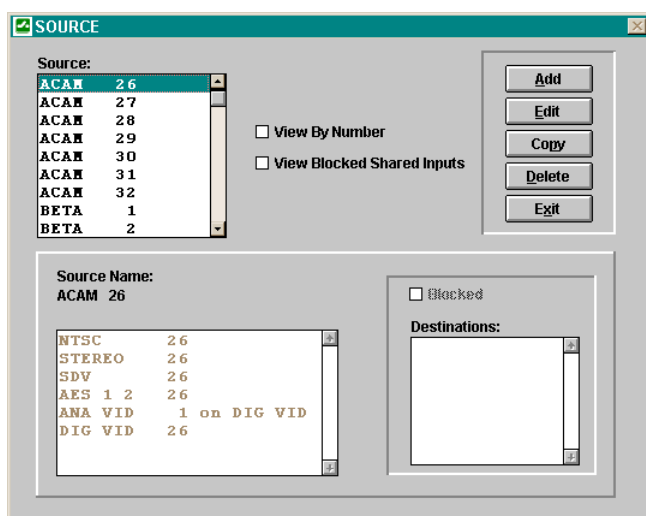 SOURCE
Source:
ACAM 26
ACAM 27
ACAM 28
ACAM 29
ACAM 30
ACAM 31
ACAM 32
BETA 1
BETA 2
View By Number
View Blocked Shared Inputs
Add
Edit
Copy
Delete
Exit
Source Name:
ACAM 26
NTSC 26
STEREO 26
SDV 26
AES 1 2 26
ANA VID 1 on DIG VID
DIG VID 26
Blocked
Destinations: